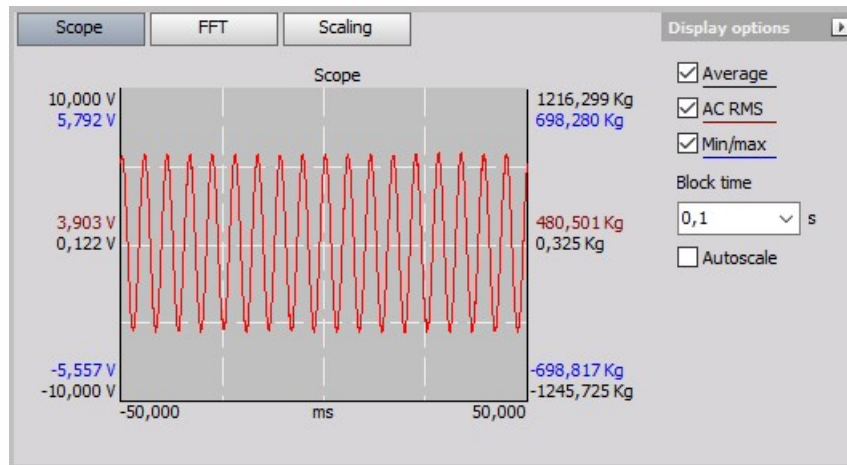 Scope FFT Scaling
Display options
Scope
10,000 V
5,792 V
3,903 V
0,122 V
-5,557 V
-10,000 V
1216,299 Kg
698,280 Kg
480,501 Kg
0,325 Kg
-698,817 Kg
-1245,725 Kg
-50,000 ms 50,000
Average
AC RMS
Min/max
Block time
0,1 s
Autoscale